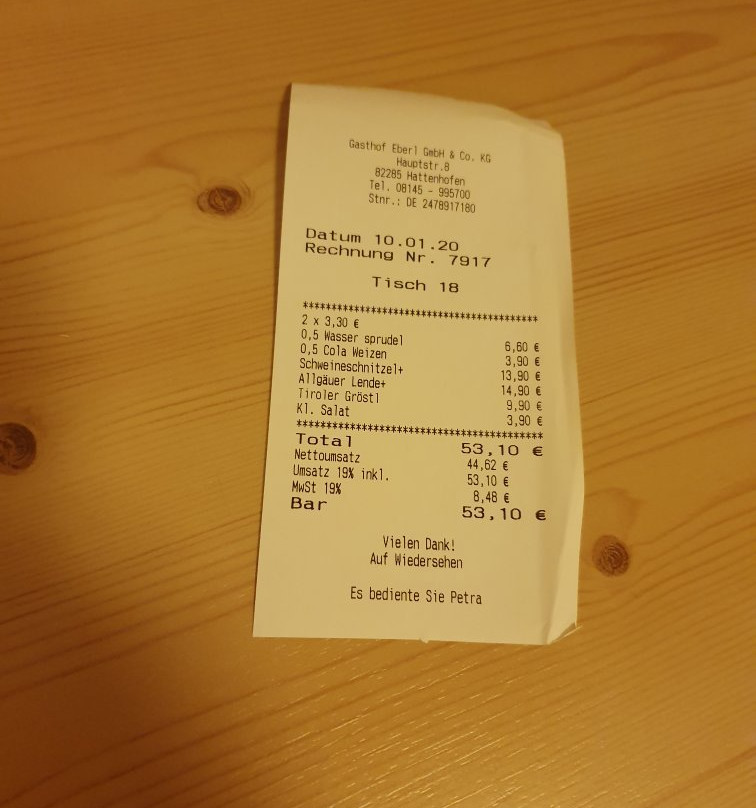 Gasthof Eberl GmbH & Co. KG
Hauptstr.8
82285 Hattenhofen
Tel. 08145 - 995700
Stnr.: DE 2478917180
Datum 10.01.20
Rechnung Nr. 7917
Tisch 18
****************************************
2 x 3,30 €
0,5 Wasser sprudel 6,60 €
0,5 Cola Weizen 3,90 €
Schweineschnitzel+ 13,90 €
Allgäuer Lende+ 14,90 €
Tiroler Gröstl 9,90 €
Kl. Salat 3,90 €
****************************************
Total 53,10 €
Nettoumsatz 44,62 €
Umsatz 19% inkl. 53,10 €
MwSt 19% 8,48 €
Bar 53,10 €
Vielen Dank!
Auf Wiedersehen
Es bediente Sie Petra